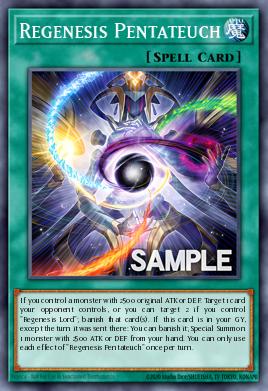 REGENESIS PENTATEUCH
魔
[SPELL CARD]
SAMPLE
If you control a monster with 2500 original ATK or DEF: Target 1 card
your opponent controls, or you can target 2 if you control
"Regenesis Lord"; banish that card(s). If this card is in your GY,
except the turn it was sent there: You can banish it; Special Summon
1 monster with 2500 ATK or DEF from your hand. You can only use
each effect of "Regenesis Pentateuch" once per turn.